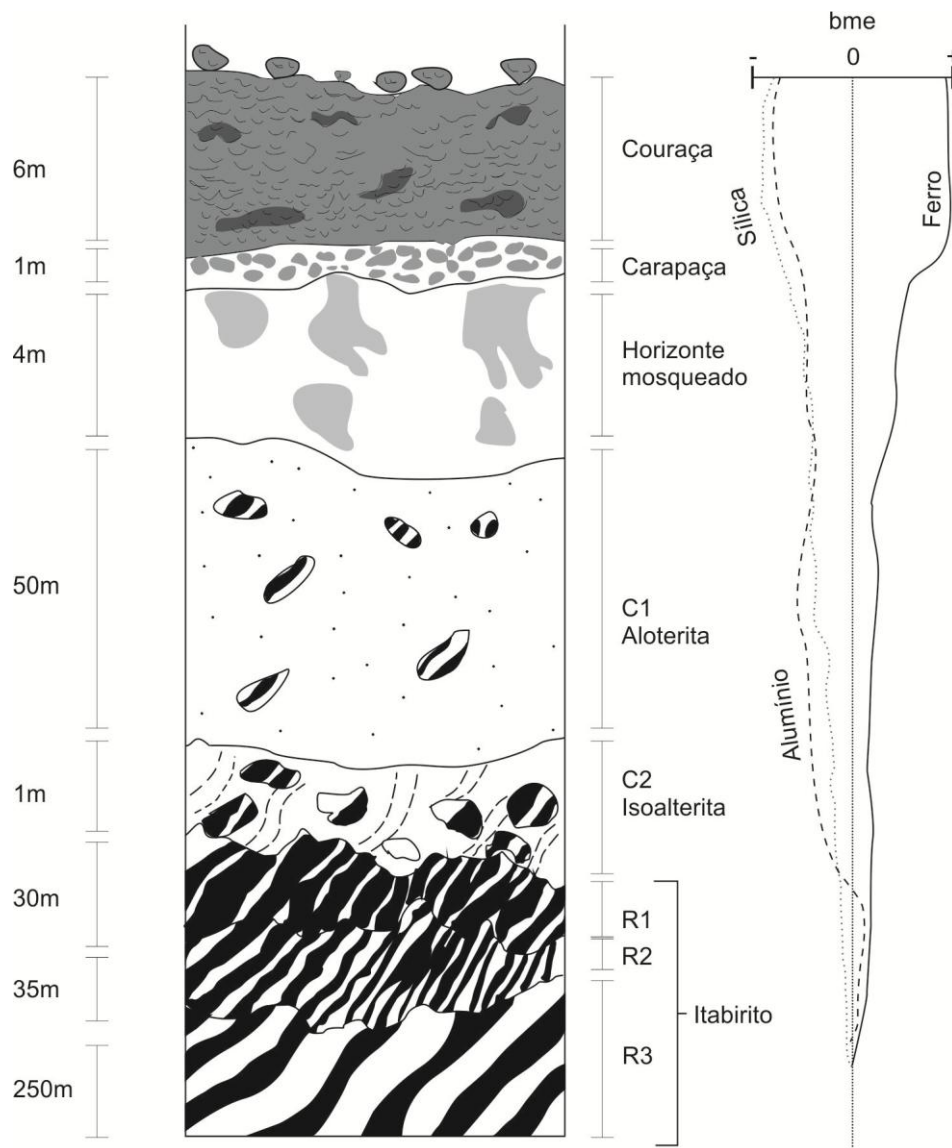 bme
- 0 -
6m
Couraça
Sílica
Ferro
1m
Carapaça
4m
Horizonte
mosqueado
50m
C1
Aloterita
Alumínio
1m
C2
Isoalterita
30m
R1
R2
35m
Itabirito
R3
250m